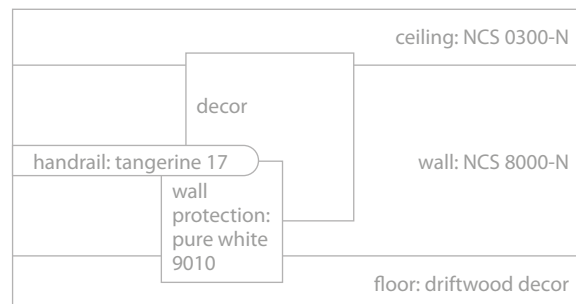 ceiling: NCS 0300-N
decor
handrail: tangerine 17
wall: NCS 8000-N
wall
protection:
pure white
9010
floor: driftwood decor